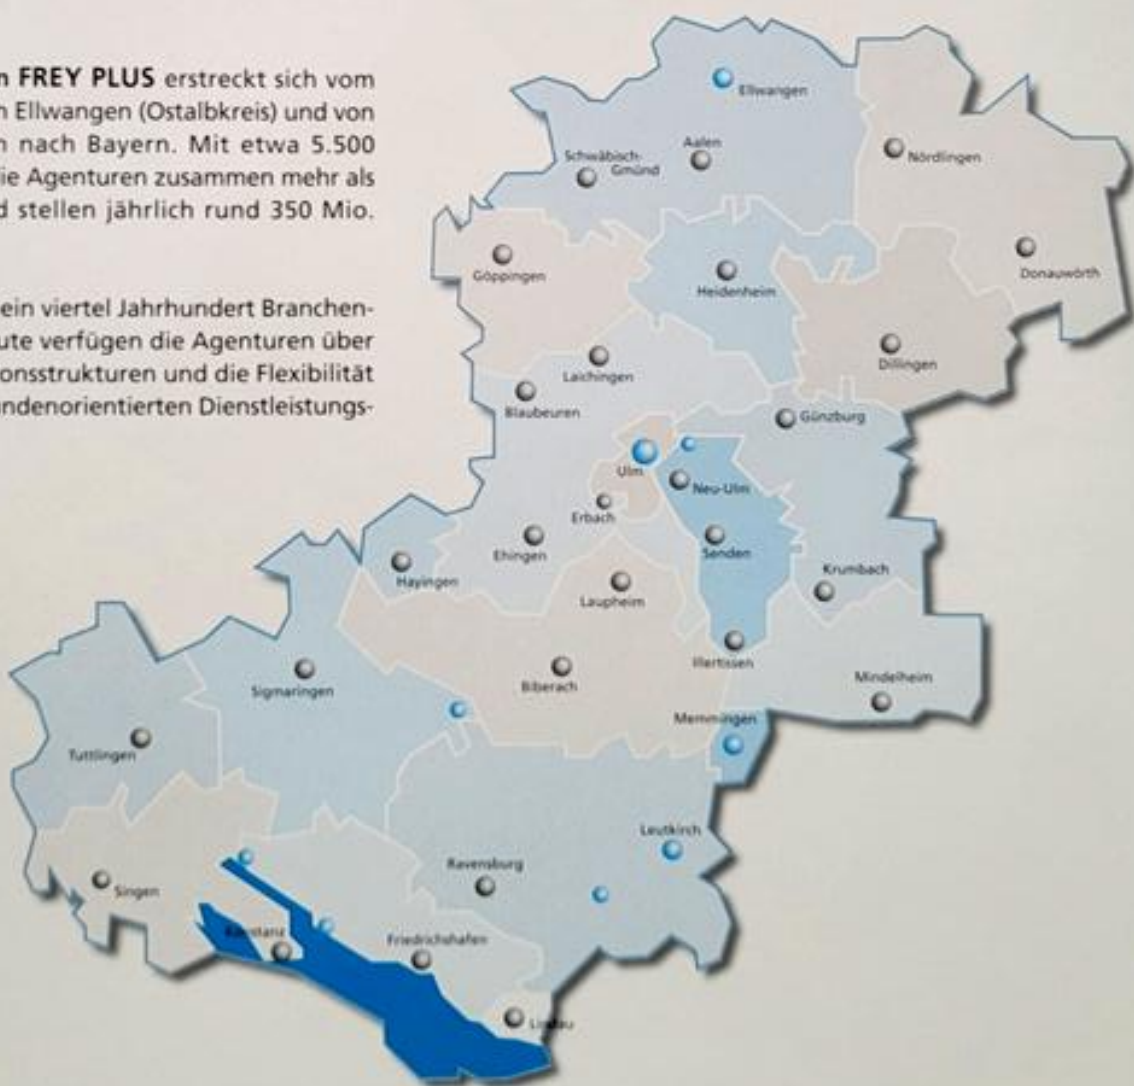 n FREY PLUS erstreckt sich vom
n Ellwangen (Ostalbkreis) und von
n nach Bayern. Mit etwa 5.500
ie Agenturen zusammen mehr als
d stellen jährlich rund 350 Mio.
ein viertel Jahrhundert Branchen-
ute verfügen die Agenturen über
onsstrukturen und die Flexibilität
undenorientierten Dienstleistungs-
Ellwangen
Aalen
Schwäbisch-
Gmünd
Nördlingen
Göppingen
Heidenheim
Donauwörth
Laichingen
Dillingen
Blaubeuren
Günzburg
Ulm
Neu-Ulm
Erbach
Ehingen
Senden
Hayingen
Krumbach
Laupheim
Illertissen
Sigmaringen
Biberach
Mindelheim
Memmingen
Tuttlingen
Leutkirch
Ravensburg
Singen
Konstanz
Friedrichshafen
Lindau